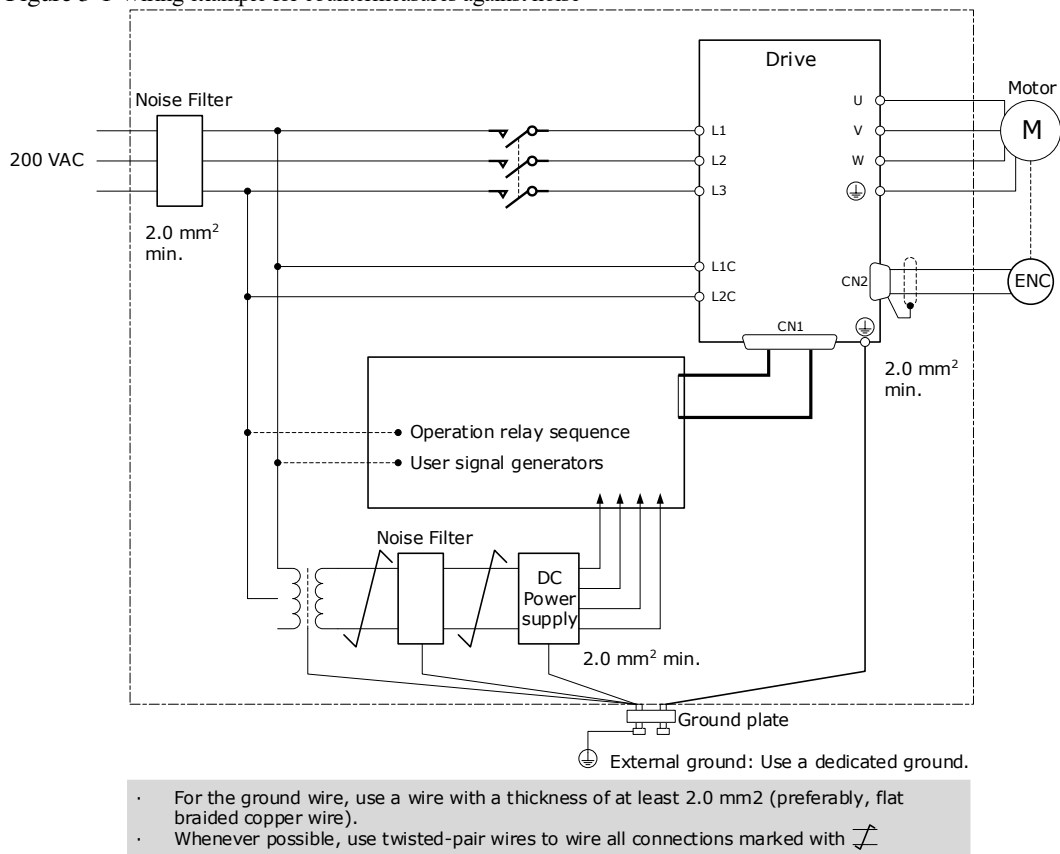 Noise Filter
200 VAC
2.0 mm²
min.
Drive
L1
L2
L3
L1C
L2C
U
V
W
CN2
CN1
Motor
M
ENC
2.0 mm²
min.
Operation relay sequence
User signal generators
Noise Filter
DC
Power
supply
2.0 mm² min.
Ground plate
External ground: Use a dedicated ground.
· For the ground wire, use a wire with a thickness of at least 2.0 mm2 (preferably, flat
braided copper wire).
· Whenever possible, use twisted-pair wires to wire all connections marked with